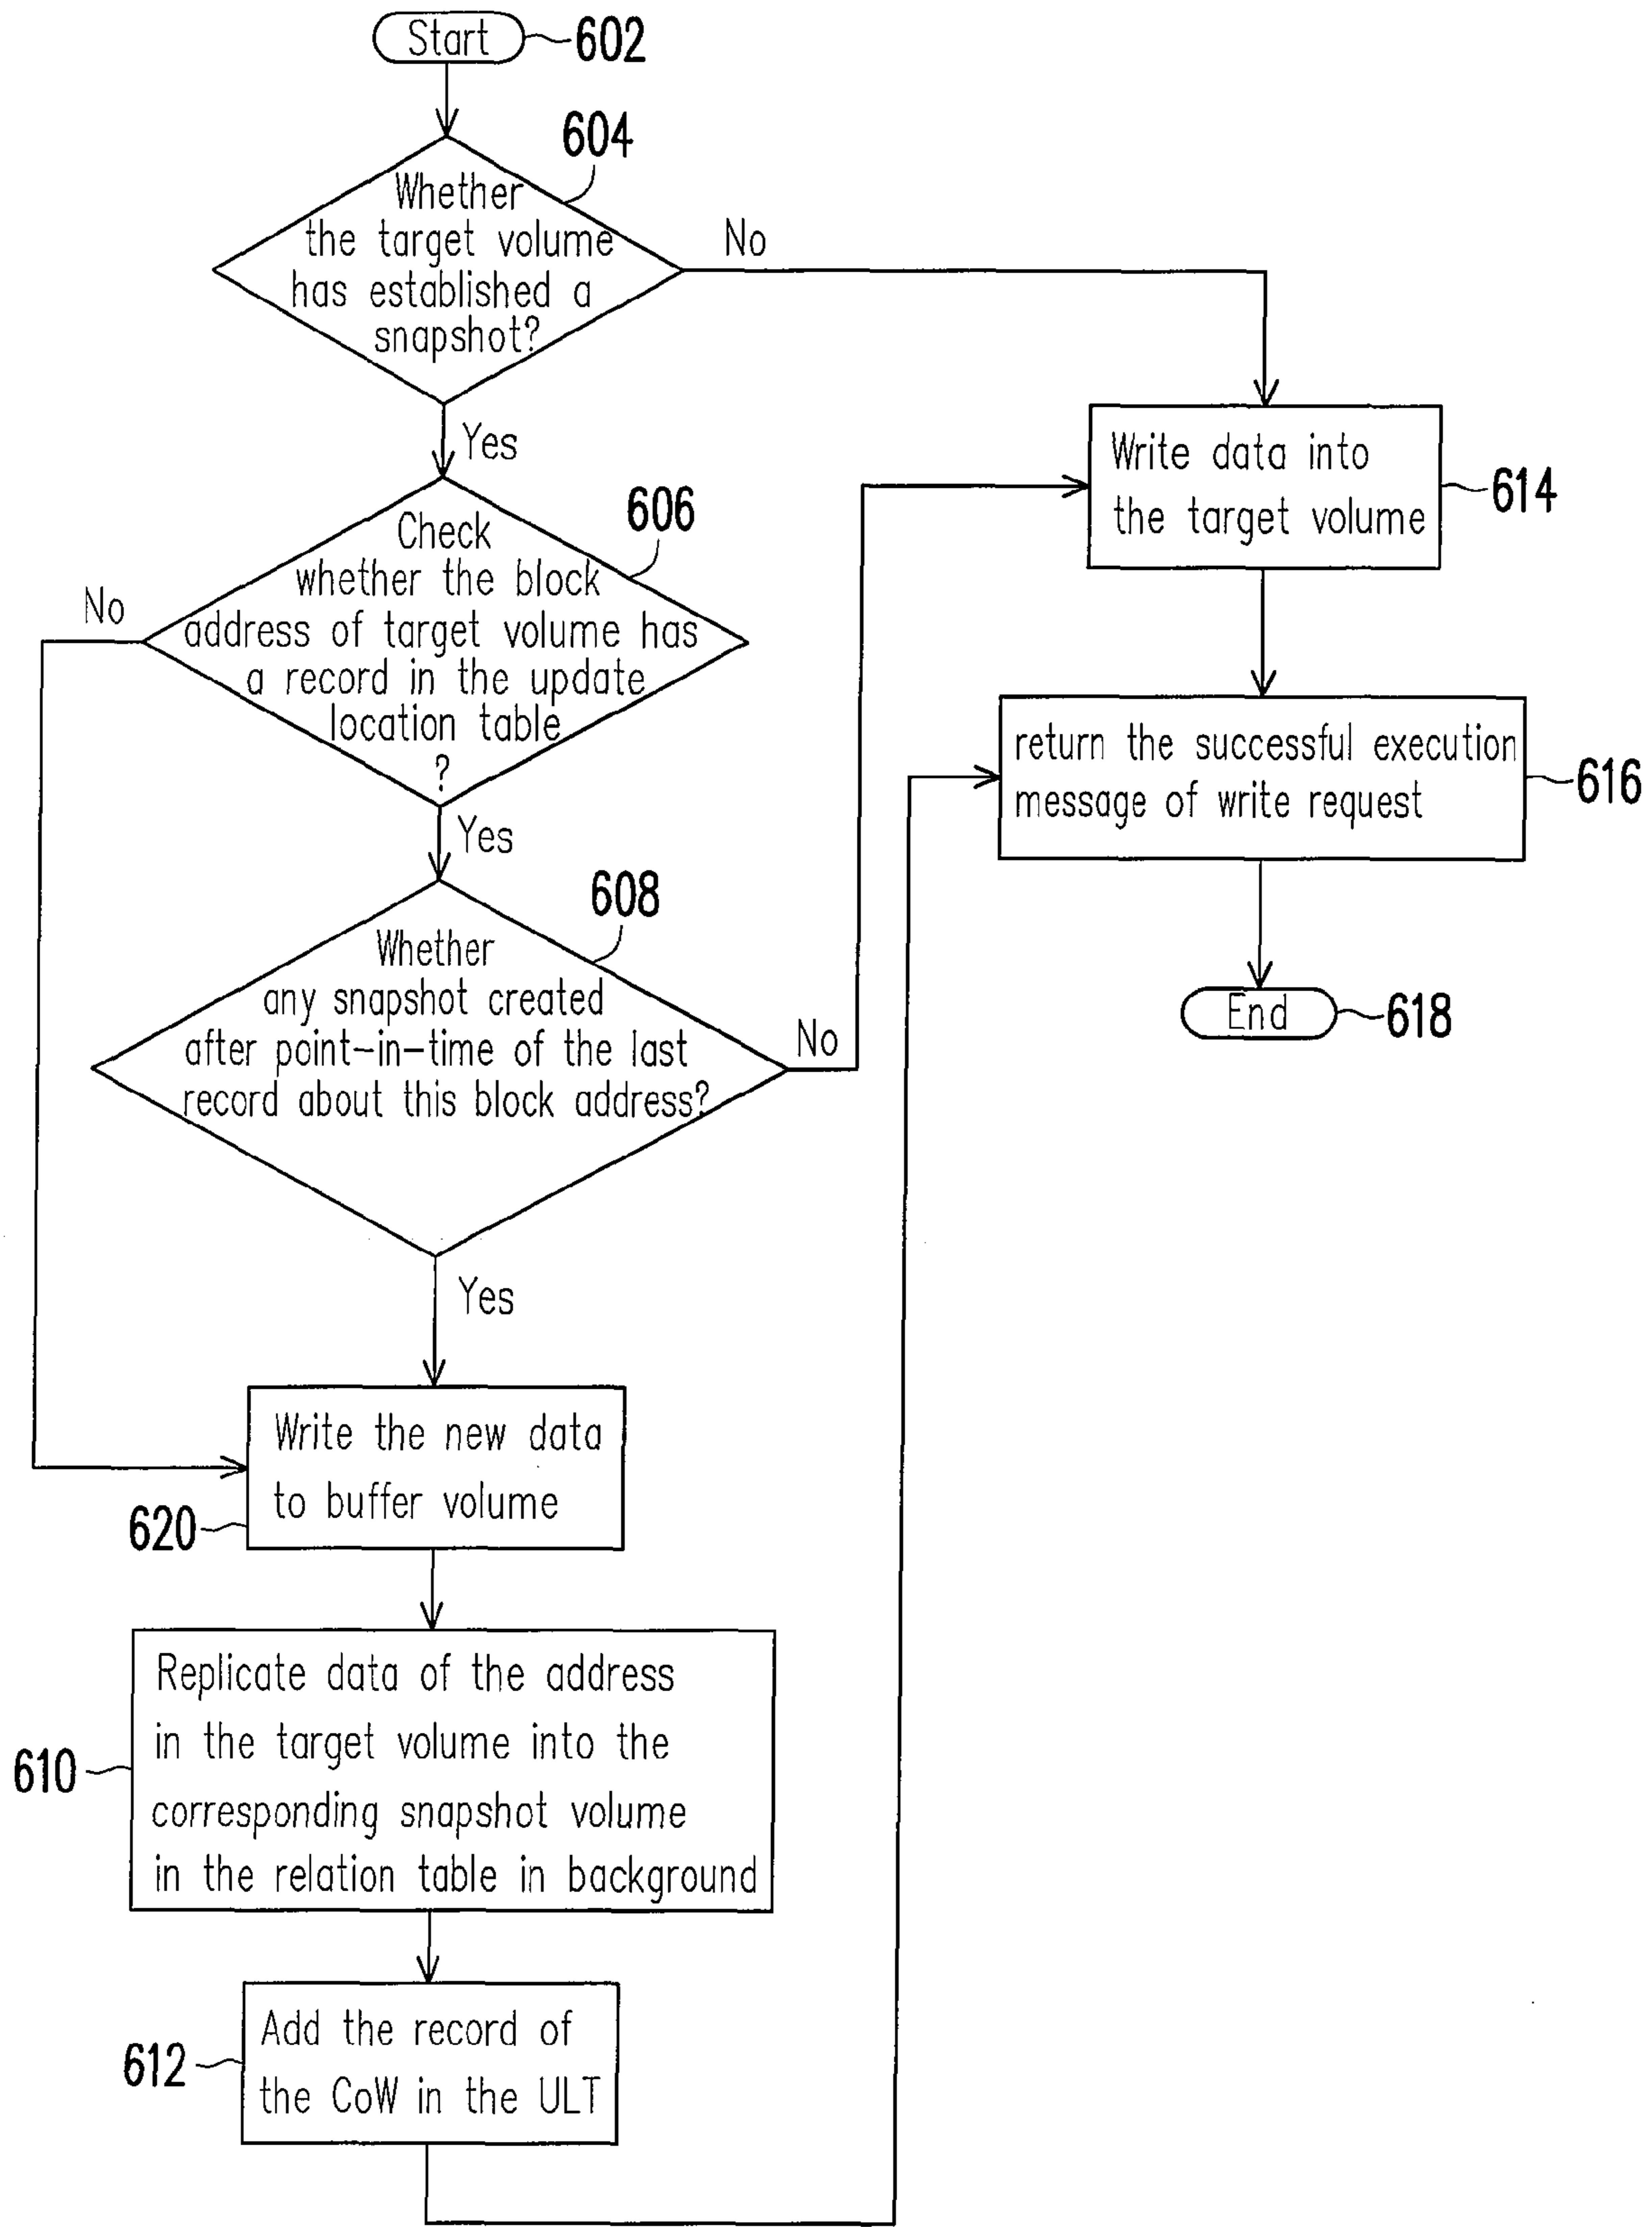 Start
602
604
Whether
the target volume
has established a
snapshot?
No
Yes
Write data into
the target volume
614
606
Check
whether the block
address of target volume has
a record in the update
location table
?
No
Yes
return the successful execution
message of write request
616
608
Whether
any snapshot created
after point-in-time of the last
record about this block address?
No
End
618
Yes
Write the new data
to buffer volume
620
Replicate data of the address
in the target volume into the
corresponding snapshot volume
in the relation table in background
610
Add the record of
the CoW in the ULT
612